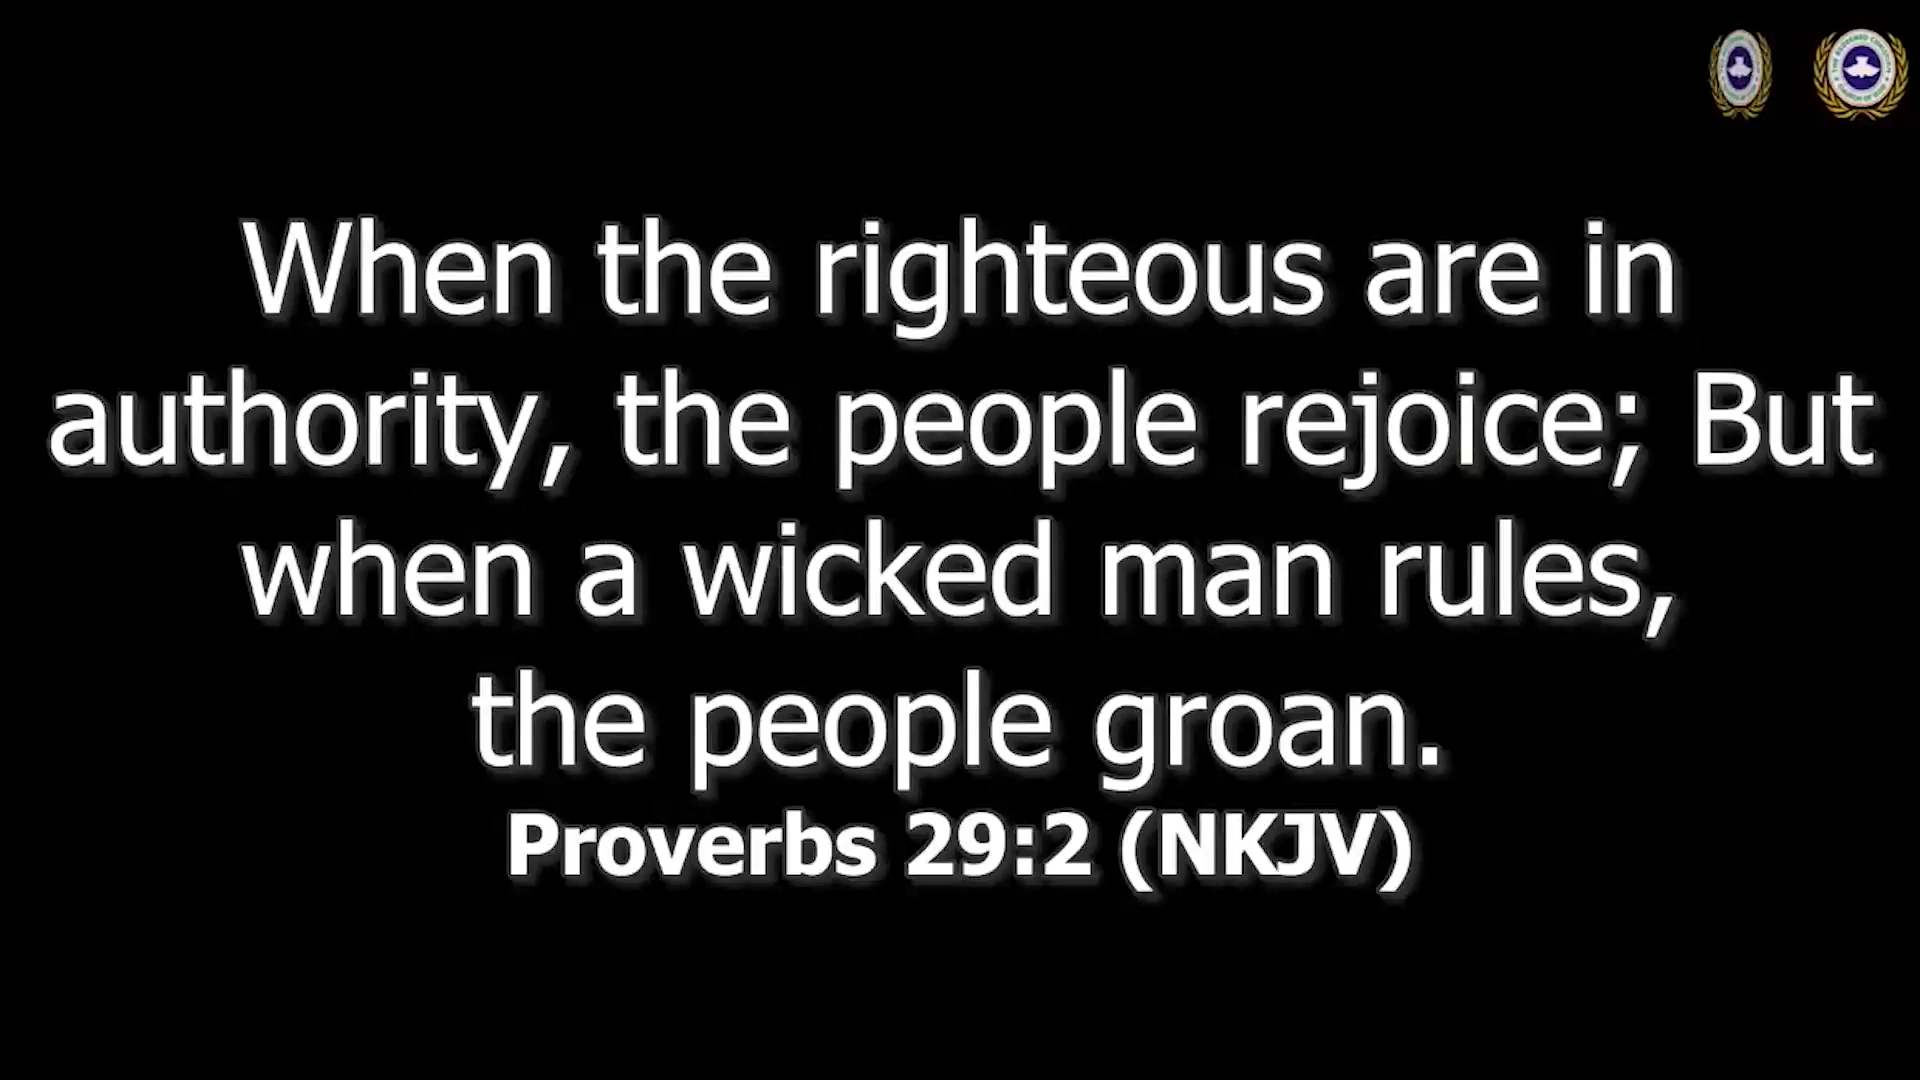 When the righteous are in
authority, the people rejoice; But
when a wicked man rules,
the people groan.
Proverbs 29:2 (NKJV)